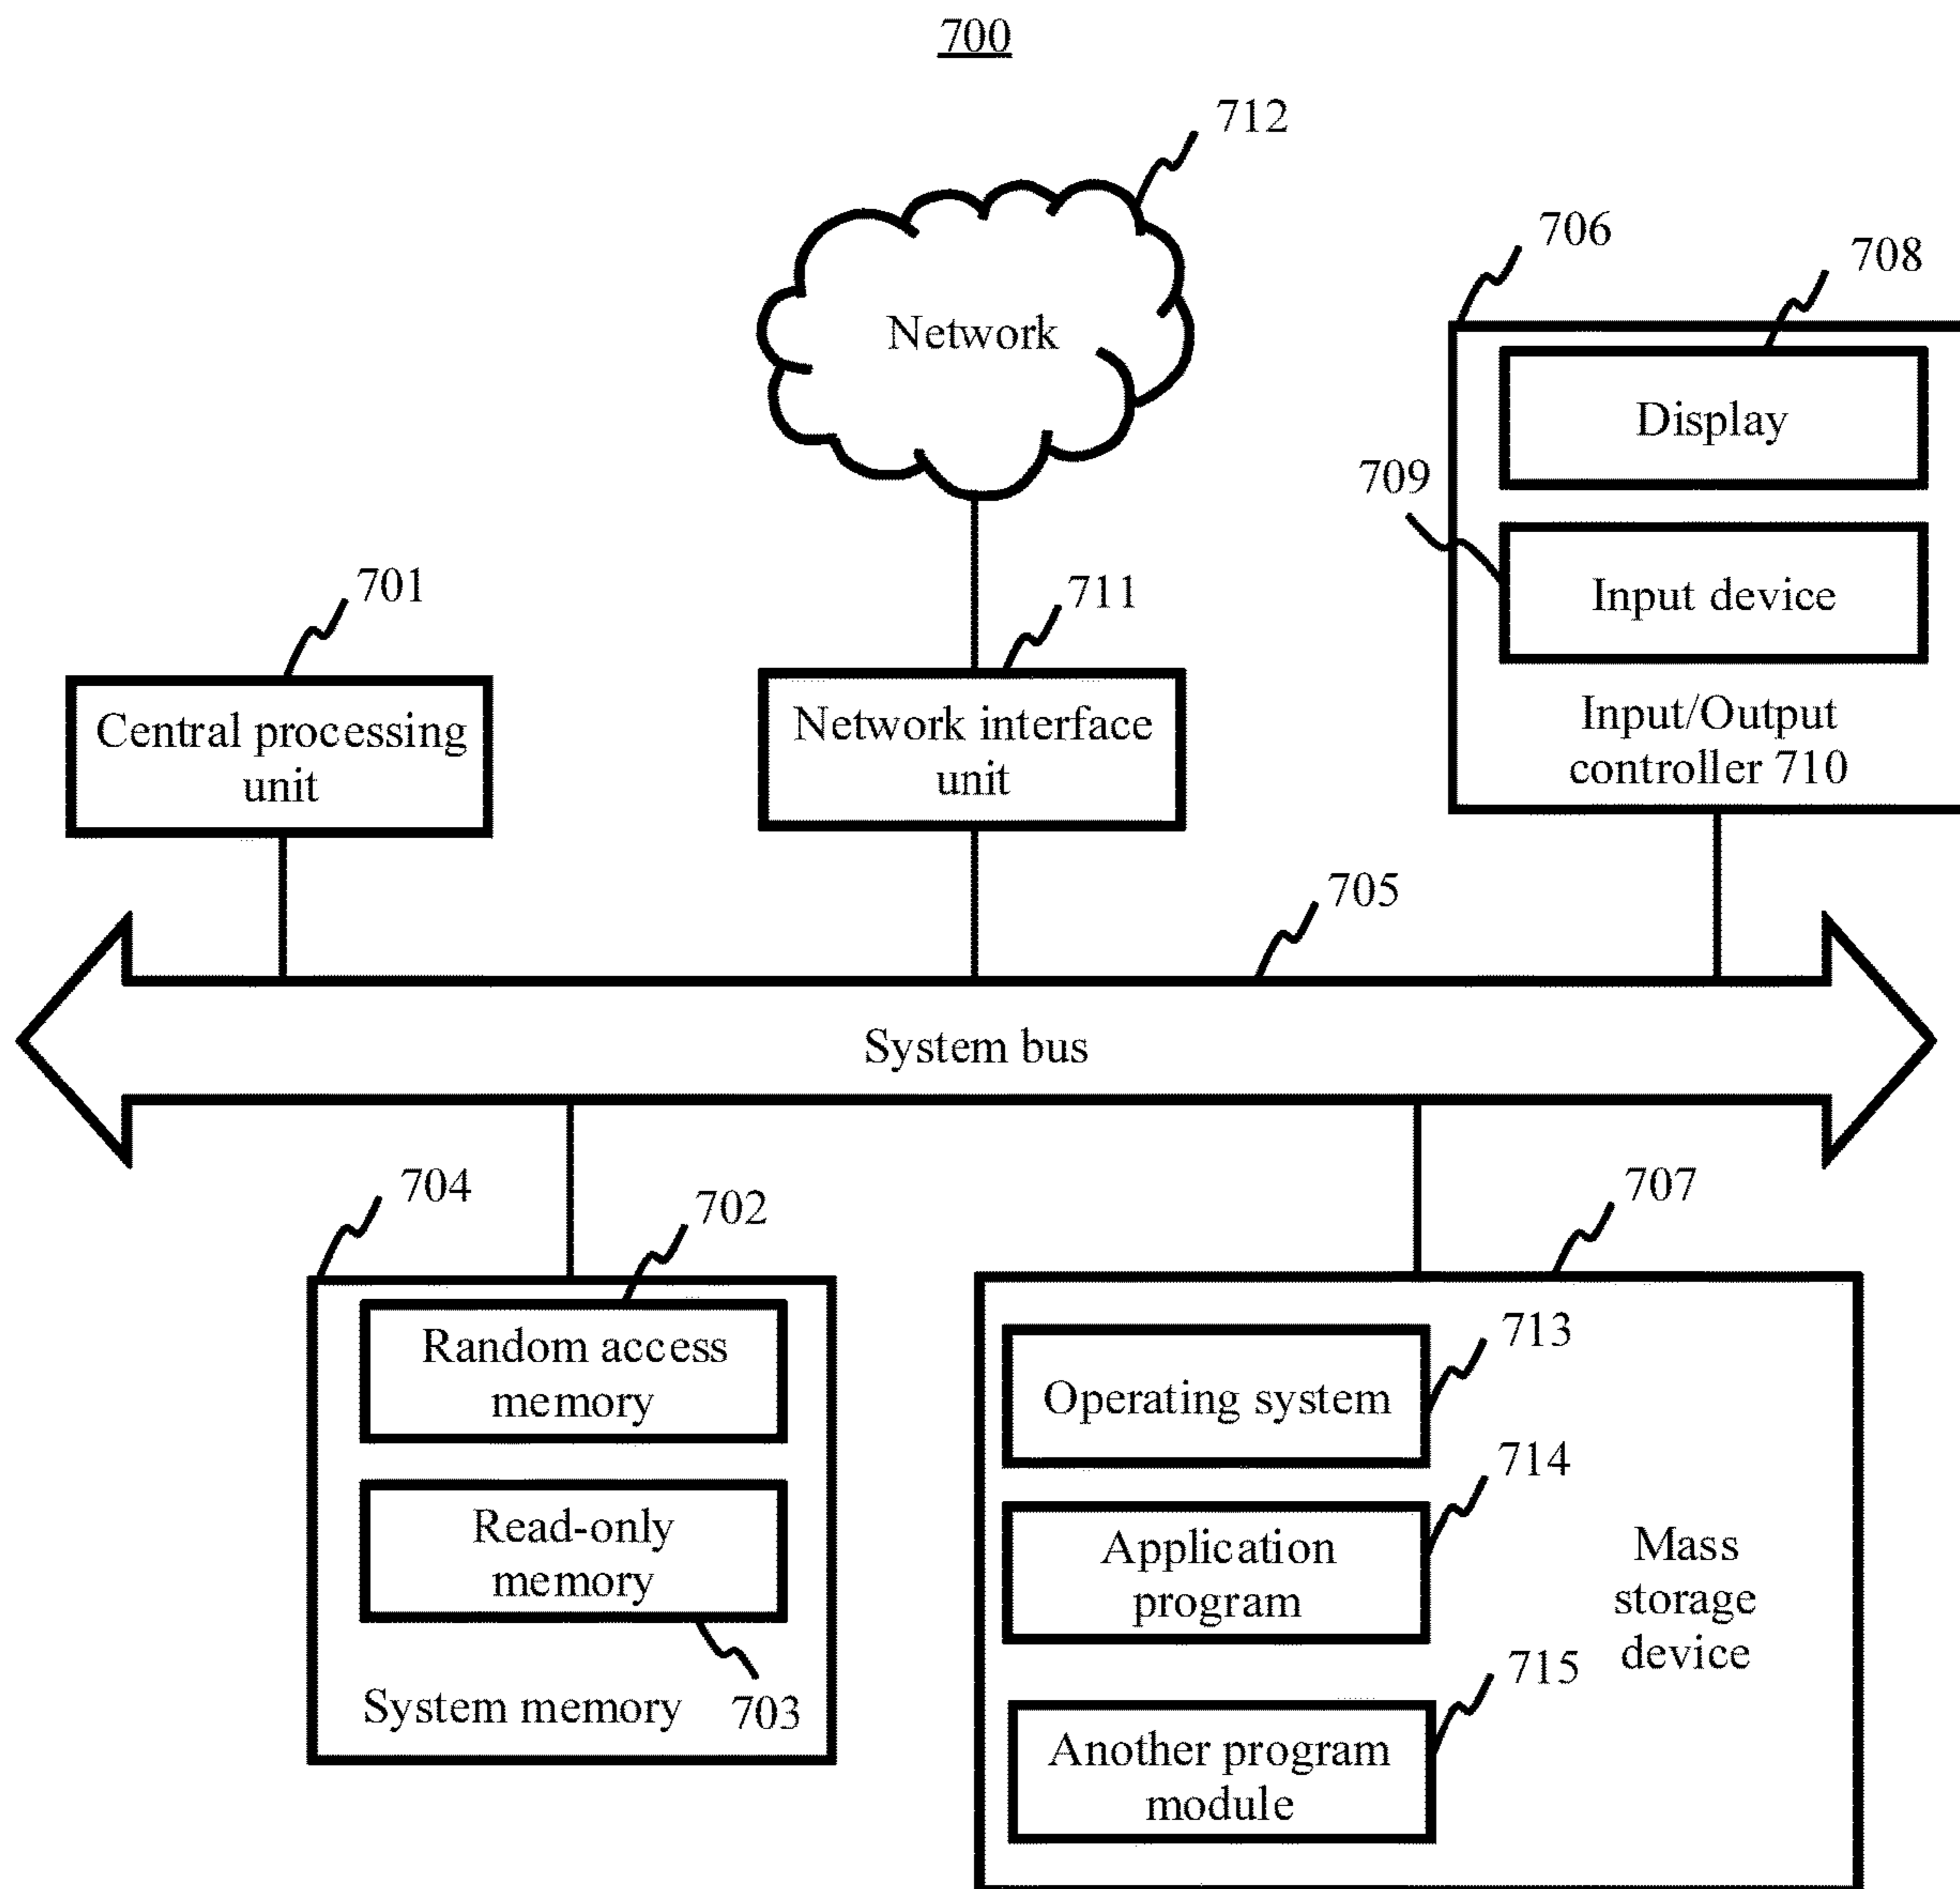 700
712
706
708
Network
Display
709
Input device
701
711
Central processing
unit
Network interface
unit
Input/Output
controller 710
705
System bus
704
702
707
Random access
memory
Read-only
memory
System memory
703
713
Operating system
714
Application
program
Mass
storage
device
715
Another program
module